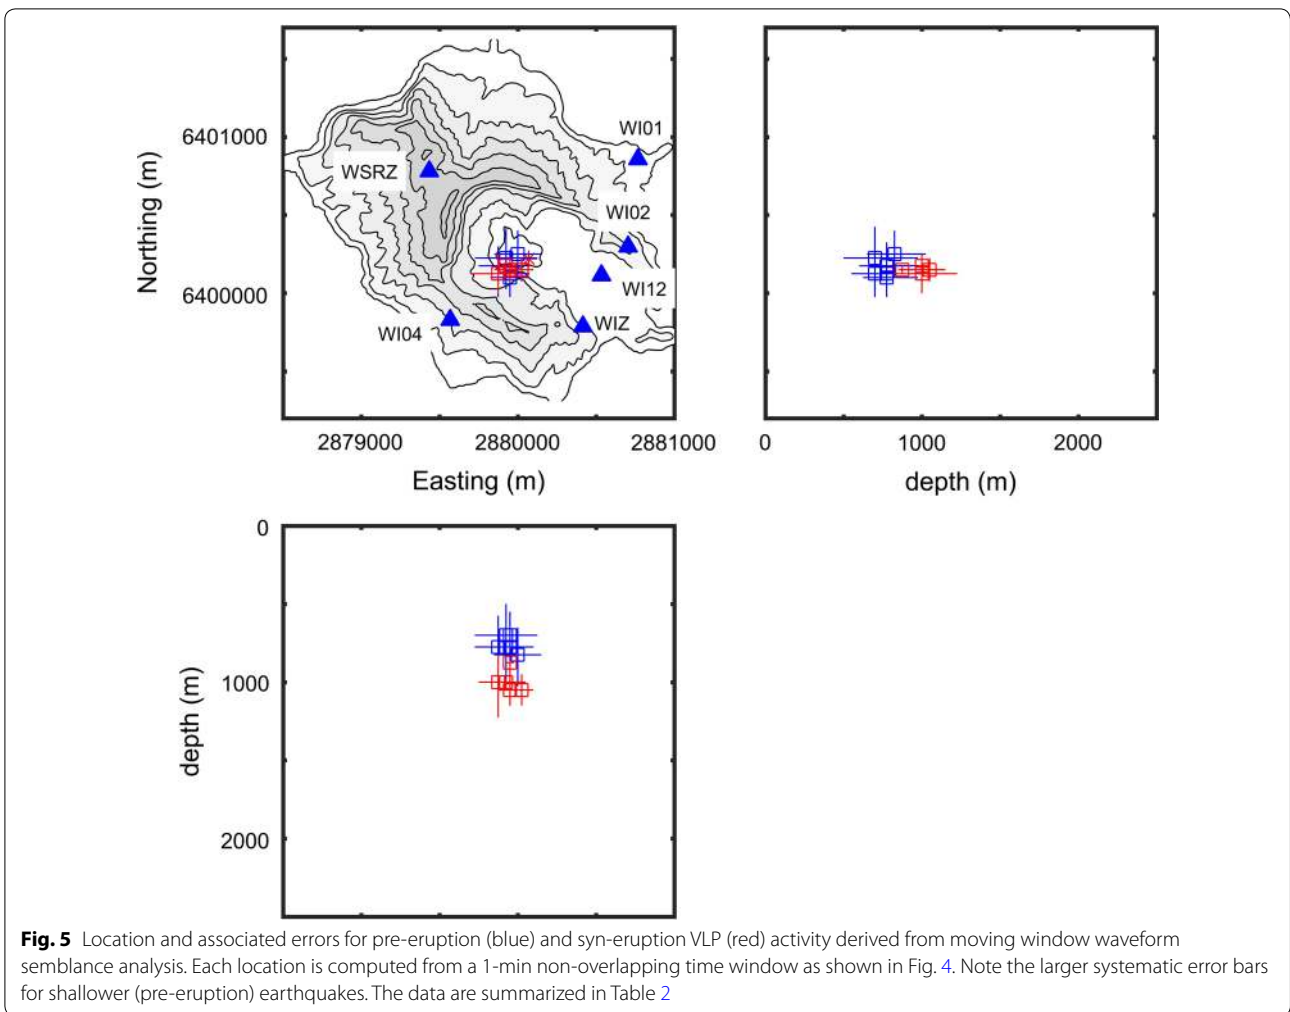 Northing (m)
6401000
6400000
WSRZ
WI01
WI02
WI12
WIZ
WI04
2879000 2880000 2881000
Easting (m)
0 1000 2000
depth (m)
0
1000
2000
depth (m)
Fig. 5 Location and associated errors for pre-eruption (blue) and syn-eruption VLP (red) activity derived from moving window waveform
semblance analysis. Each location is computed from a 1-min non-overlapping time window as shown in Fig. 4. Note the larger systematic error bars
for shallower (pre-eruption) earthquakes. The data are summarized in Table 2